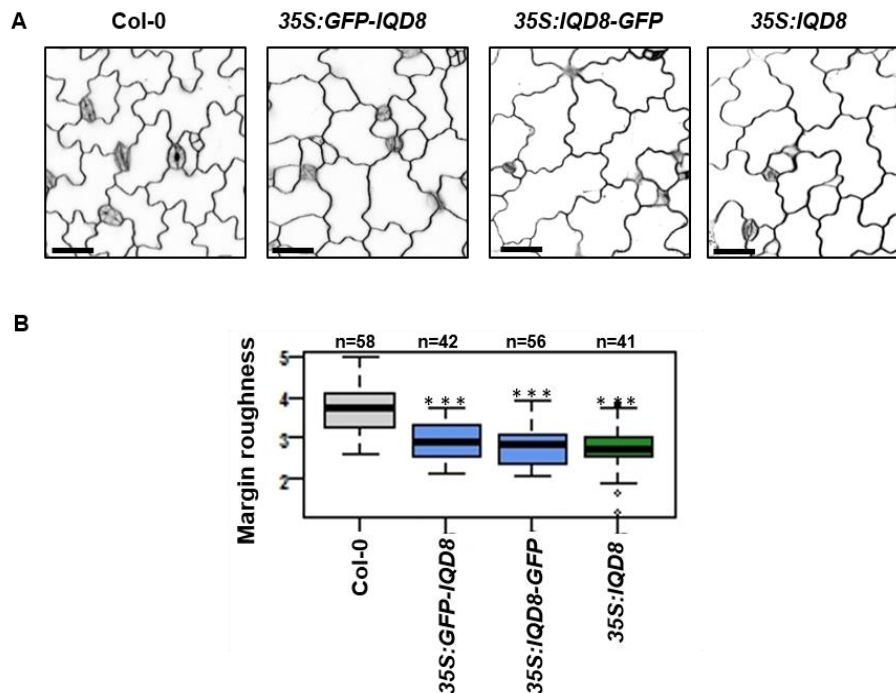 A
Col-0 35S:GFP-IQD8 35S:IQD8-GFP 35S:IQD8
B
n=58 n=42 n=56 n=41
Margin roughness
5
4
3
2
*** *** ***
Col-0
35S:GFP-IQD8
35S:IQD8-GFP
35S:IQD8